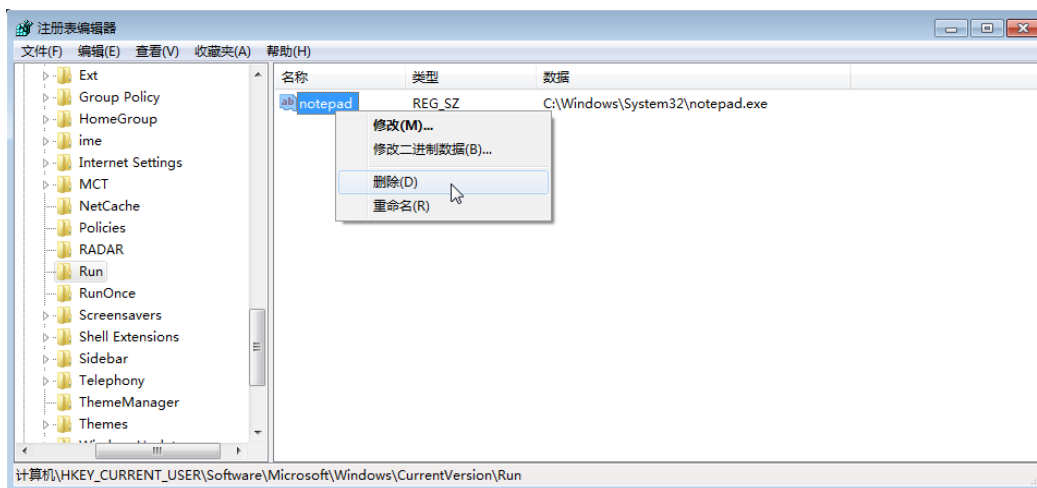 注册表编辑器
文件(F) 编辑(E) 查看(V) 收藏夹(A) 帮助(H)
Ext
Group Policy
HomeGroup
ime
Internet Settings
MCT
NetCache
Policies
RADAR
Run
RunOnce
Screensavers
Shell Extensions
Sidebar
Telephony
ThemeManager
Themes
名称 类型 数据
ab notepad REG_SZ C:\Windows\System32\notepad.exe
修改(M)...
修改二进制数据(B)...
删除(D)
重命名(R)
计算机\HKEY_CURRENT_USER\Software\Microsoft\Windows\CurrentVersion\Run